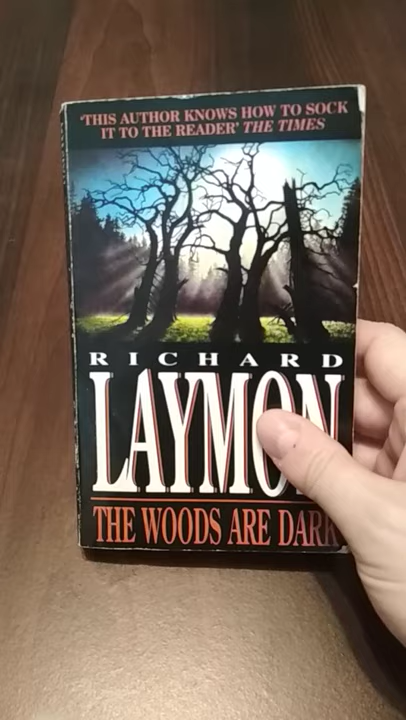 'THIS AUTHOR KNOWS HOW TO SOCK
IT TO THE READER' THE TIMES
RICHARD
LAYMON
THE WOODS ARE DARK